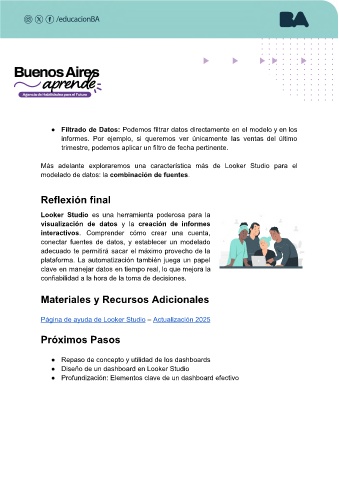 /educacionBA
BA
Buenos Aires
aprende
Agencia de Habilidades para el Futuro
● Filtrado de Datos: Podemos filtrar datos directamente en el modelo y en los
informes. Por ejemplo, si queremos ver únicamente las ventas del último
trimestre, podemos aplicar un filtro de fecha pertinente.
Más adelante exploraremos una característica más de Looker Studio para el
modelado de datos: la combinación de fuentes.
Reflexión final
Looker Studio es una herramienta poderosa para la
visualización de datos y la creación de informes
interactivos. Comprender cómo crear una cuenta,
conectar fuentes de datos, y establecer un modelado
adecuado le permitirá sacar el máximo provecho de la
plataforma. La automatización también juega un papel
clave en manejar datos en tiempo real, lo que mejora la
confiabilidad a la hora de la toma de decisiones.
Materiales y Recursos Adicionales
Página de ayuda de Looker Studio – Actualización 2025
Próximos Pasos
● Repaso de concepto y utilidad de los dashboards
● Diseño de un dashboard en Looker Studio
● Profundización: Elementos clave de un dashboard efectivo